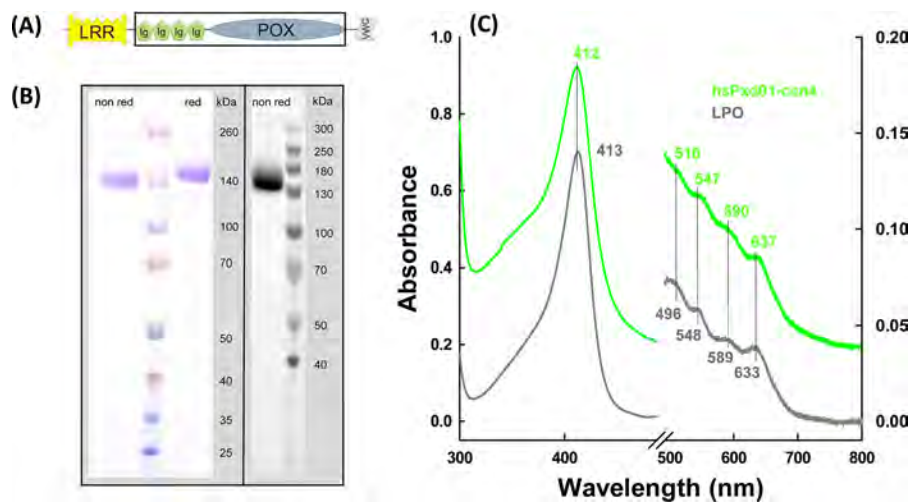 (A)
LRR
Ig Ig Ig Ig
POX
VWC
(B)
non red
red
kDa
260
140
100
70
50
40
35
25
non red
kDa
300
250
180
130
100
70
50
40
(C)
1.0
0.8
0.6
0.4
0.2
0.0
Absorbance
0.20
0.15
0.10
0.05
0.00
412
413
hsPxd01-con4
LPO
510
547
590
637
496
548
589
633
300 400 500 600 700 800
Wavelength (nm)